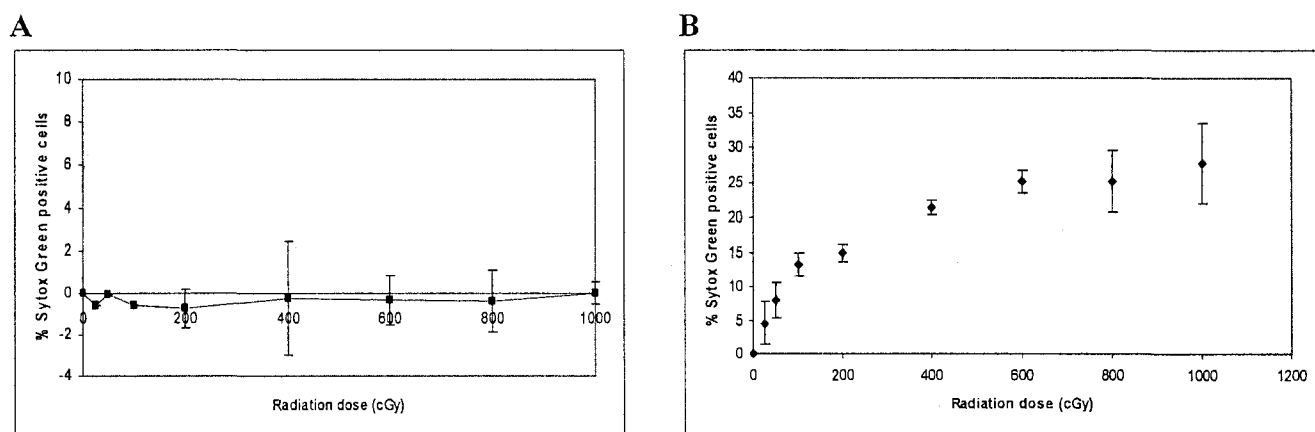 A
% Sytox Green positive cells
10
8
6
4
2
0
-2
-4
0 200 400 600 800 1000
Radiation dose (cGy)
B
% Sytox Green positive cells
40
35
30
25
20
15
10
5
0
0 200 400 600 800 1000 1200
Radiation dose (cGy)